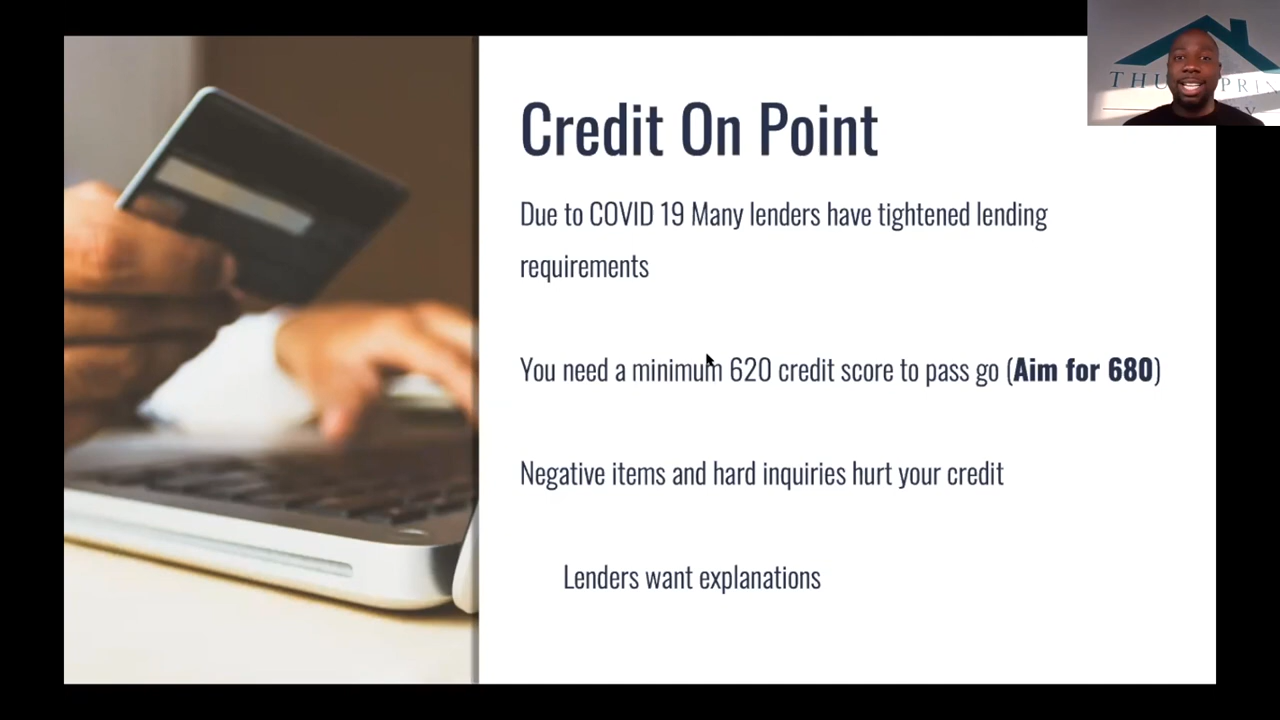 Credit On Point
Due to COVID 19 Many lenders have tightened lending
requirements
You need a minimum 620 credit score to pass go (Aim for 680)
Negative items and hard inquiries hurt your credit
Lenders want explanations